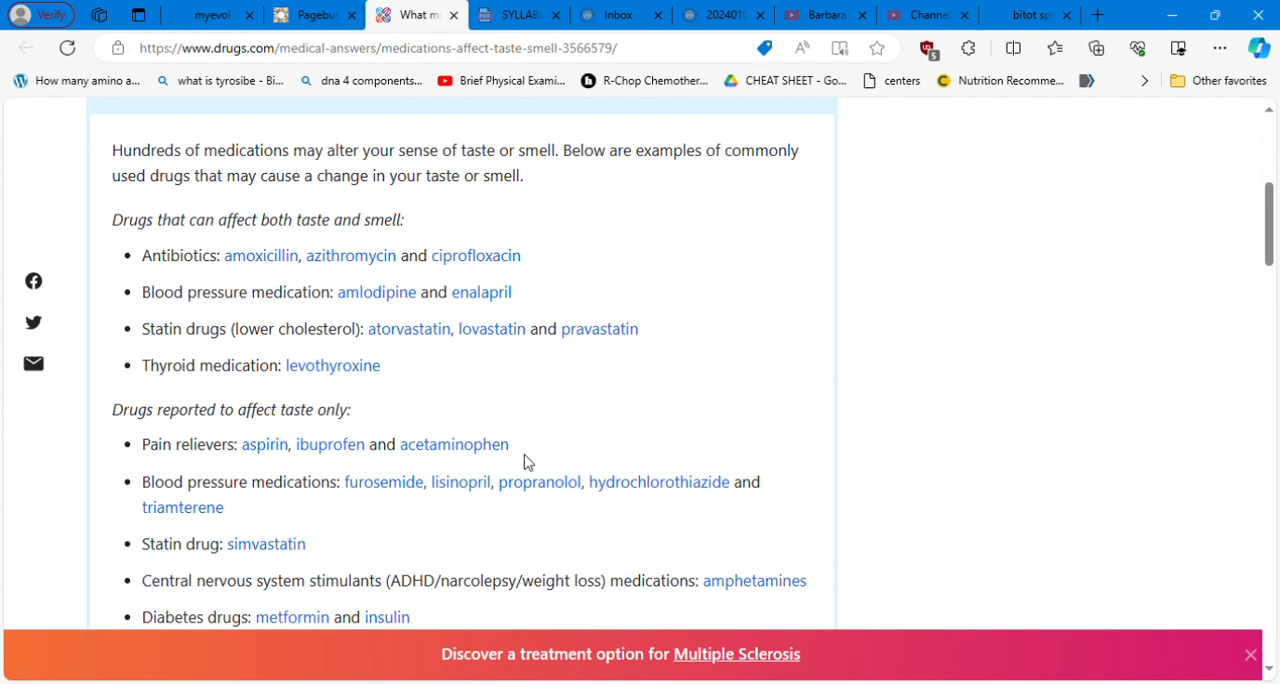 Verify
myevol
Pagebu
What m
SYLLAB
Inbox
2024010
Barbara
Channe
bitot sp
https://www.drugs.com/medical-answers/medications-affect-taste-smell-3566579/
How many amino a...
what is tyrosibe - Bi...
dna 4 components...
Brief Physical Exami...
R-Chop Chemother...
CHEAT SHEET - Go...
centers
Nutrition Recomme...
Other favorites
Hundreds of medications may alter your sense of taste or smell. Below are examples of commonly
used drugs that may cause a change in your taste or smell.
Drugs that can affect both taste and smell:
• Antibiotics: amoxicillin, azithromycin and ciprofloxacin
• Blood pressure medication: amlodipine and enalapril
• Statin drugs (lower cholesterol): atorvastatin, lovastatin and pravastatin
• Thyroid medication: levothyroxine
Drugs reported to affect taste only:
• Pain relievers: aspirin, ibuprofen and acetaminophen
• Blood pressure medications: furosemide, lisinopril, propranolol, hydrochlorothiazide and
triamterene
• Statin drug: simvastatin
• Central nervous system stimulants (ADHD/narcolepsy/weight loss) medications: amphetamines
• Diabetes drugs: metformin and insulin
Discover a treatment option for Multiple Sclerosis